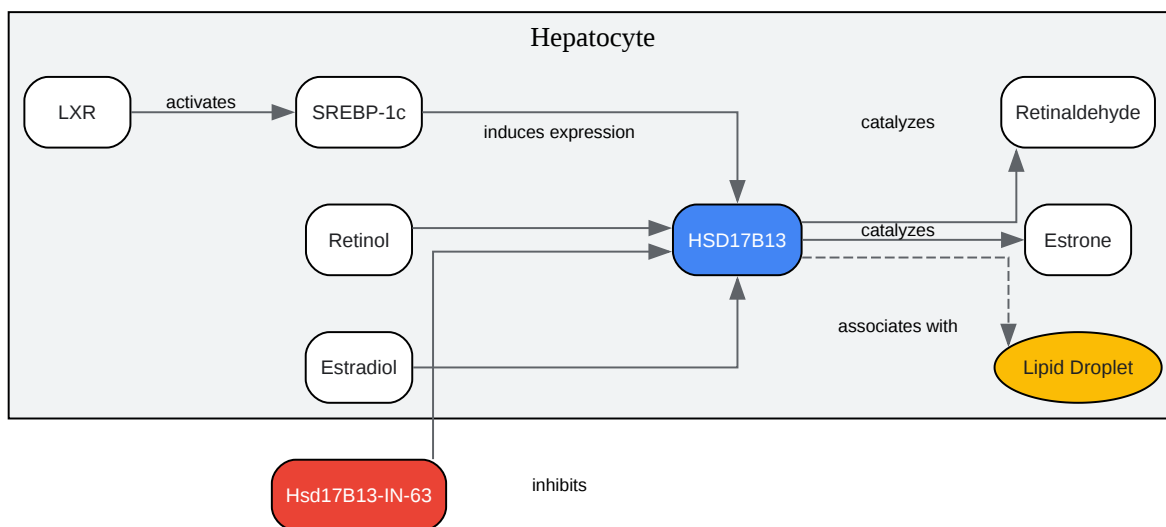 Hepatocyte
LXR
activates
SREBP-1c
induces expression
catalyzes
Retinaldehyde
Retinol
HSD17B13
catalyzes
Estrone
associates with
Estradiol
Lipid Droplet
Hsd17B13-IN-63
inhibits